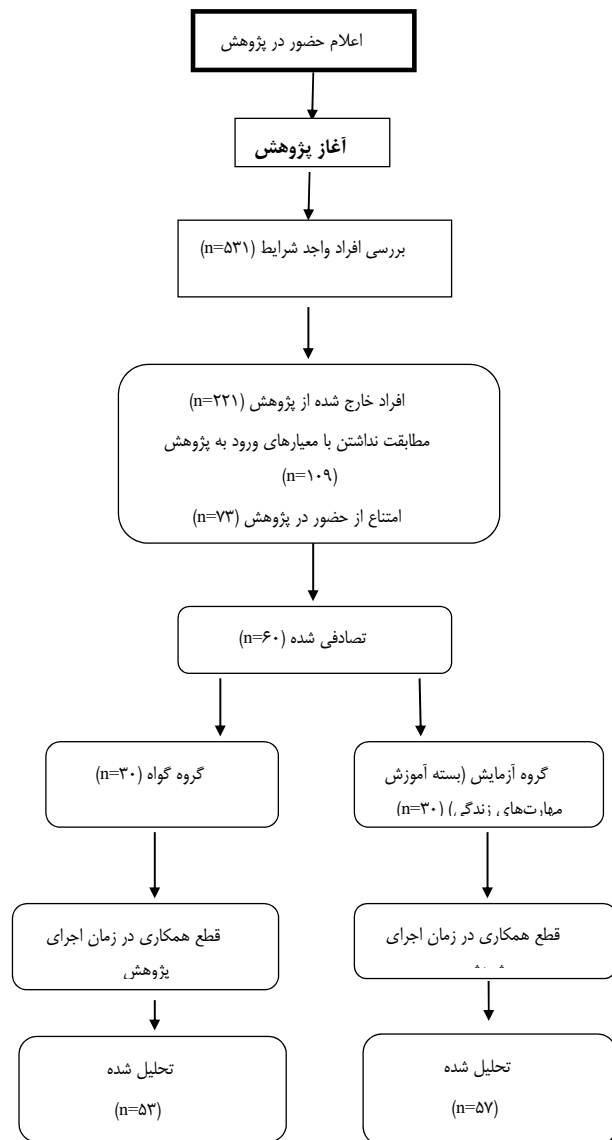 اعلام حضور در پژوهش
آغاز پژوهش
بررسی افراد واجد شرایط (n=۵۳۱)
افراد خارج شده از پژوهش (n=۲۲۱)
مطابقت نداشتن با معیارهای ورود به پژوهش
(n=۱۰۹)
امتناع از حضور در پژوهش (n=۷۳)
تصادفی شده (n=۶۰)
گروه آزمایش (بسته آموزش
مهارت‌های زندگی) (n=۳۰)
گروه گواه (n=۳۰)
قطع همکاری در زمان اجرای
قطع همکاری در زمان اجرای
پژوهش
تحلیل شده
(n=۵۷)
تحلیل شده
(n=۵۳)